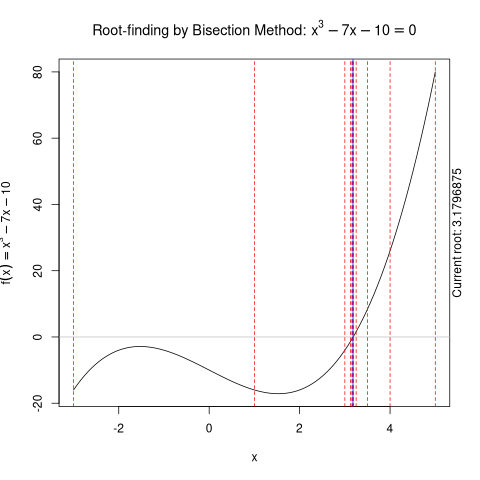 Root-finding by Bisection Method: x³ − 7x − 10 = 0
f(x) = x³ − 7x − 10
80
60
40
20
0
-20
-2
0
2
4
x
Current root: 3.1796875